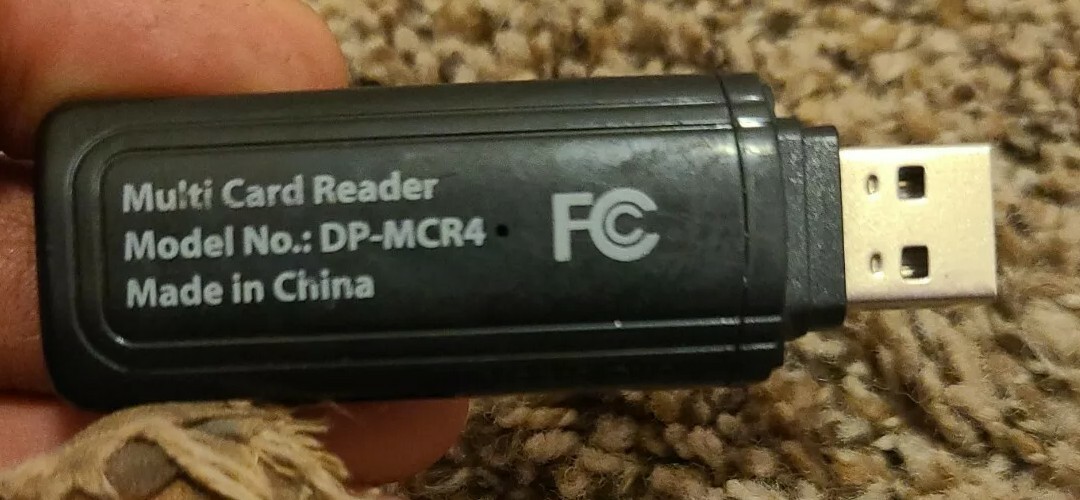 Multi Card Reader
Model No.: DP-MCR4
Made in China
FC